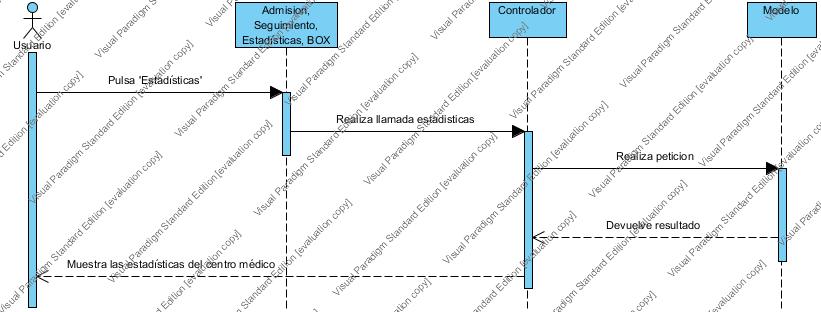 Usuario
Admision,
Seguimiento,
Estadísticas, BOX
Controlador
Modelo
Pulsa 'Estadísticas'
Realiza llamada estadisticas
Realiza peticion
Devuelve resultado
Muestra las estadísticas del centro médico
Visual Paradigm Standard Edition [evaluation copy]